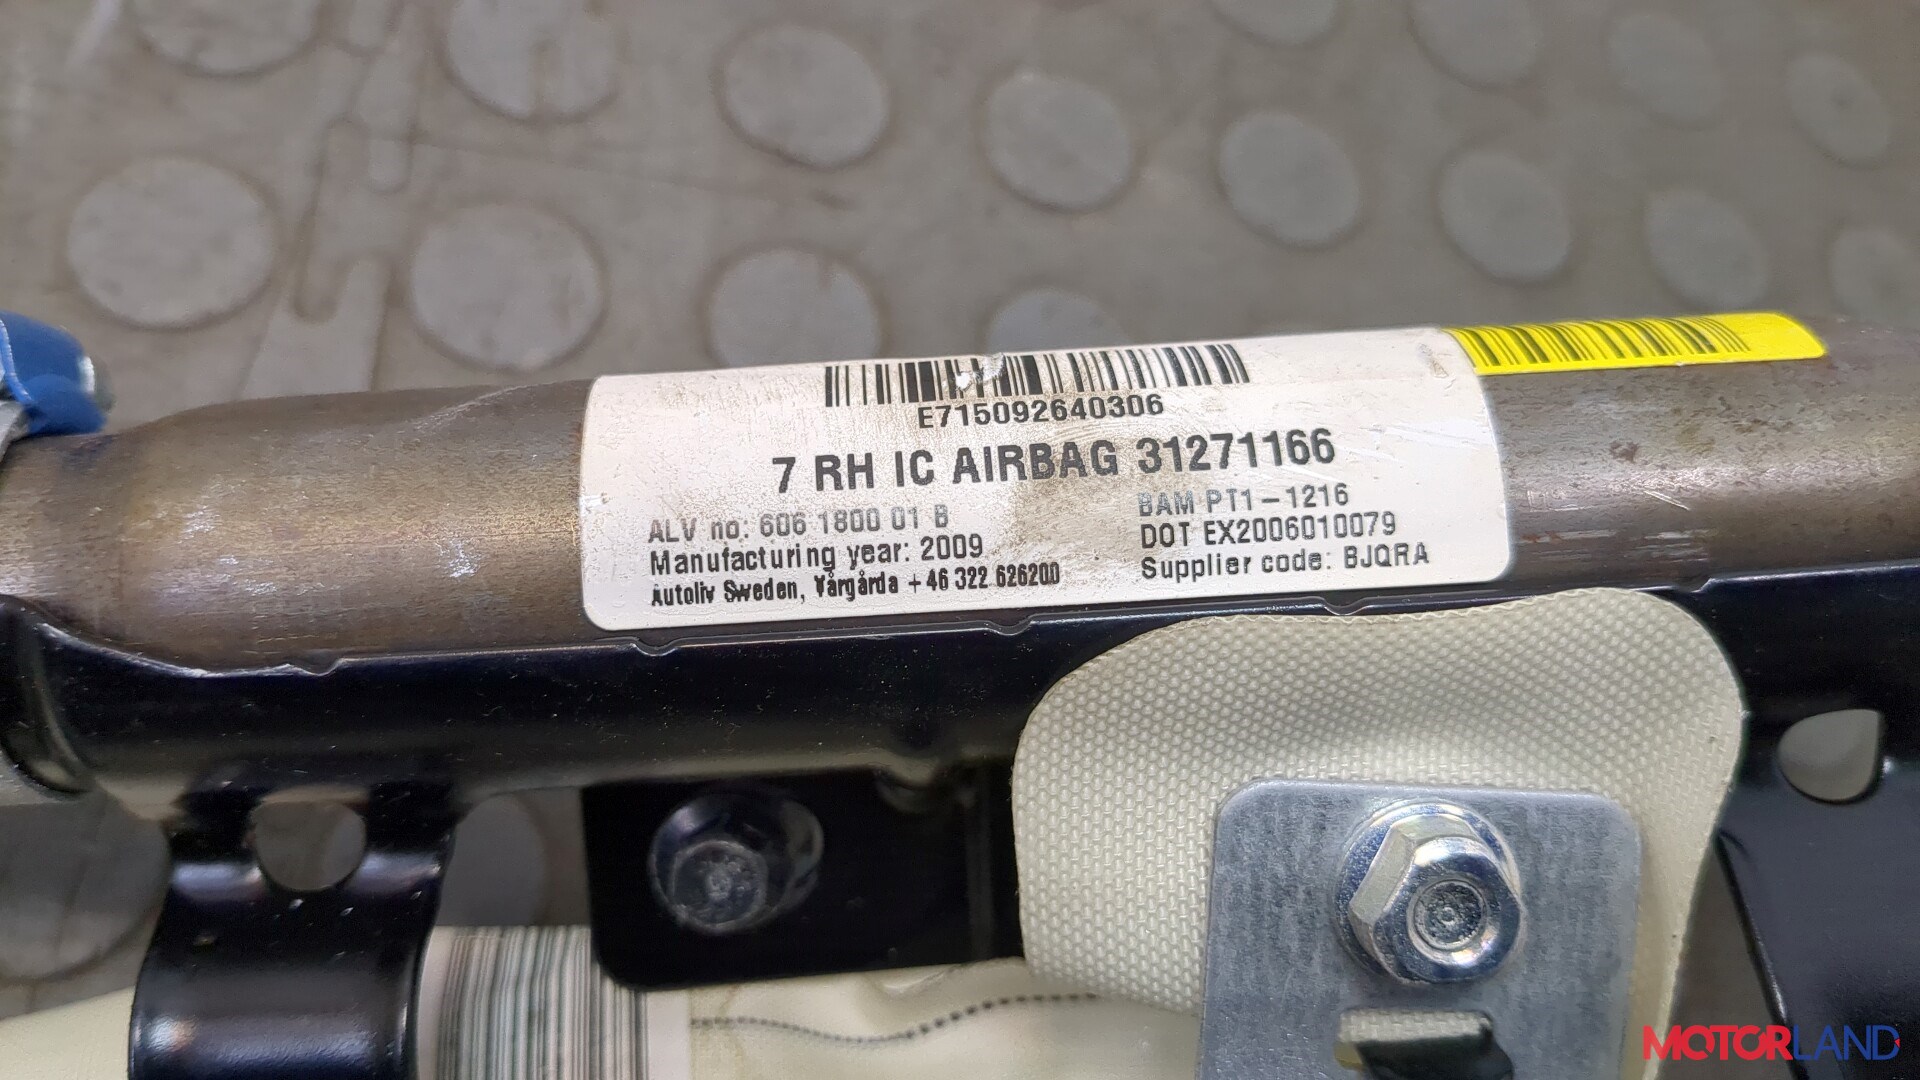 E715092640306
7 RH IC AIRBAG 31271166
ALV no: 606 1800 01 B
BAM PT1-1216
Manufacturing year: 2009
DOT EX2006010079
Autoliv Sweden, Vårgårda +46 322 626200
Supplier code: BJQRA
MOTORLAND